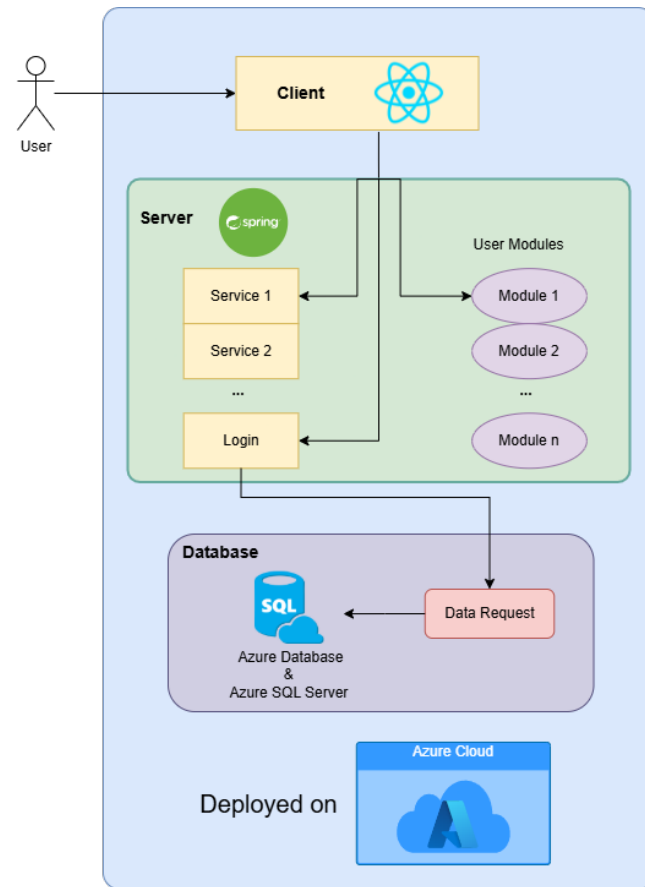 Client
User
Server
spring
User Modules
Service 1
Module 1
Service 2
Module 2
...
...
Login
Module n
Database
SQL
Data Request
Azure Database
&
Azure SQL Server
Azure Cloud
Deployed on